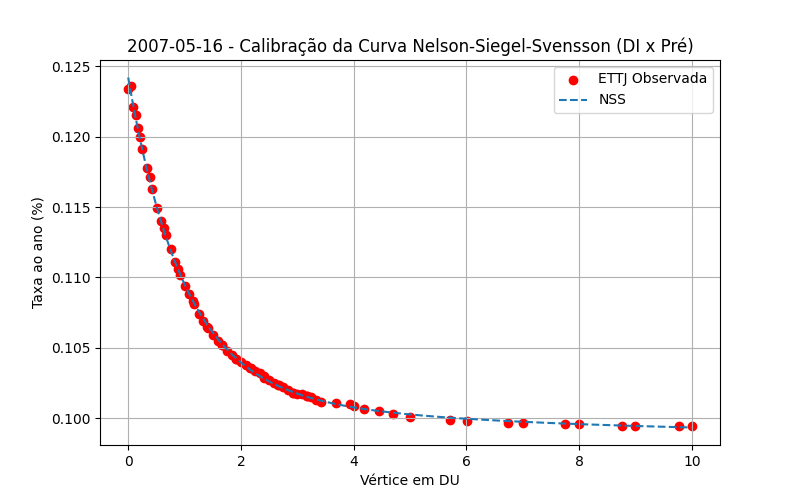 2007-05-16 - Calibração da Curva Nelson-Siegel-Svensson (DI x Pré)
ETTJ Observada
NSS
Taxa ao ano (%)
0.125
0.120
0.115
0.110
0.105
0.100
0
2
4
6
8
10
Vértice em DU